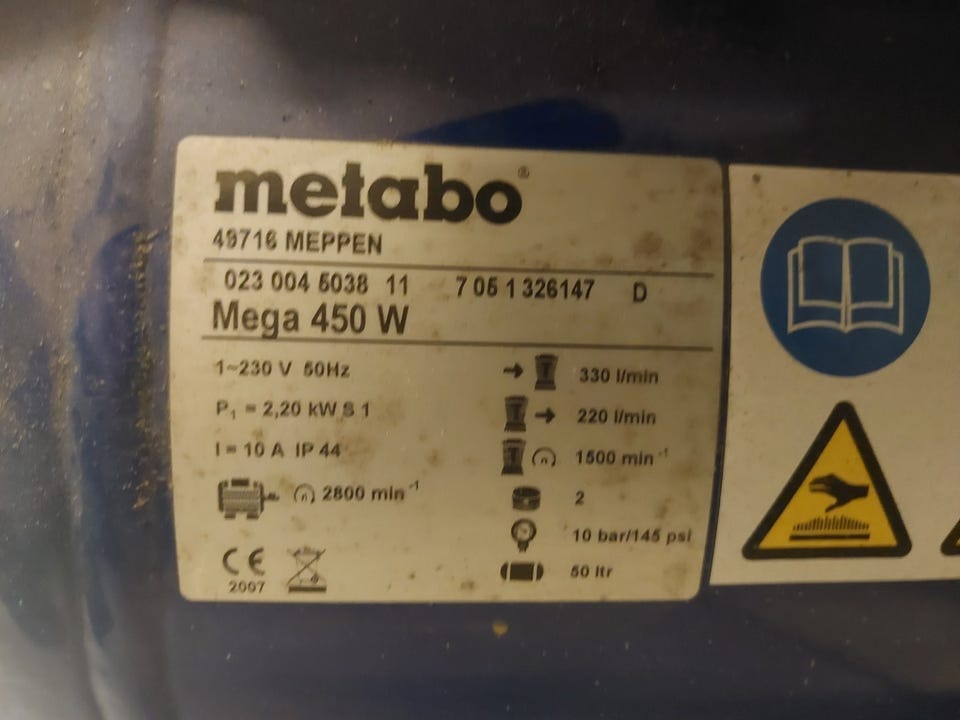 metabo®
49716 MEPPEN
023 004 5038 11 7 05 1 326147 D
Mega 450 W
1~230 V 50Hz
330 l/min
P₁ = 2,20 kW S 1
220 l/min
I = 10 A IP 44
1500 min⁻¹
2800 min⁻¹
2
10 bar/145 psi
CE
2007
50 ltr